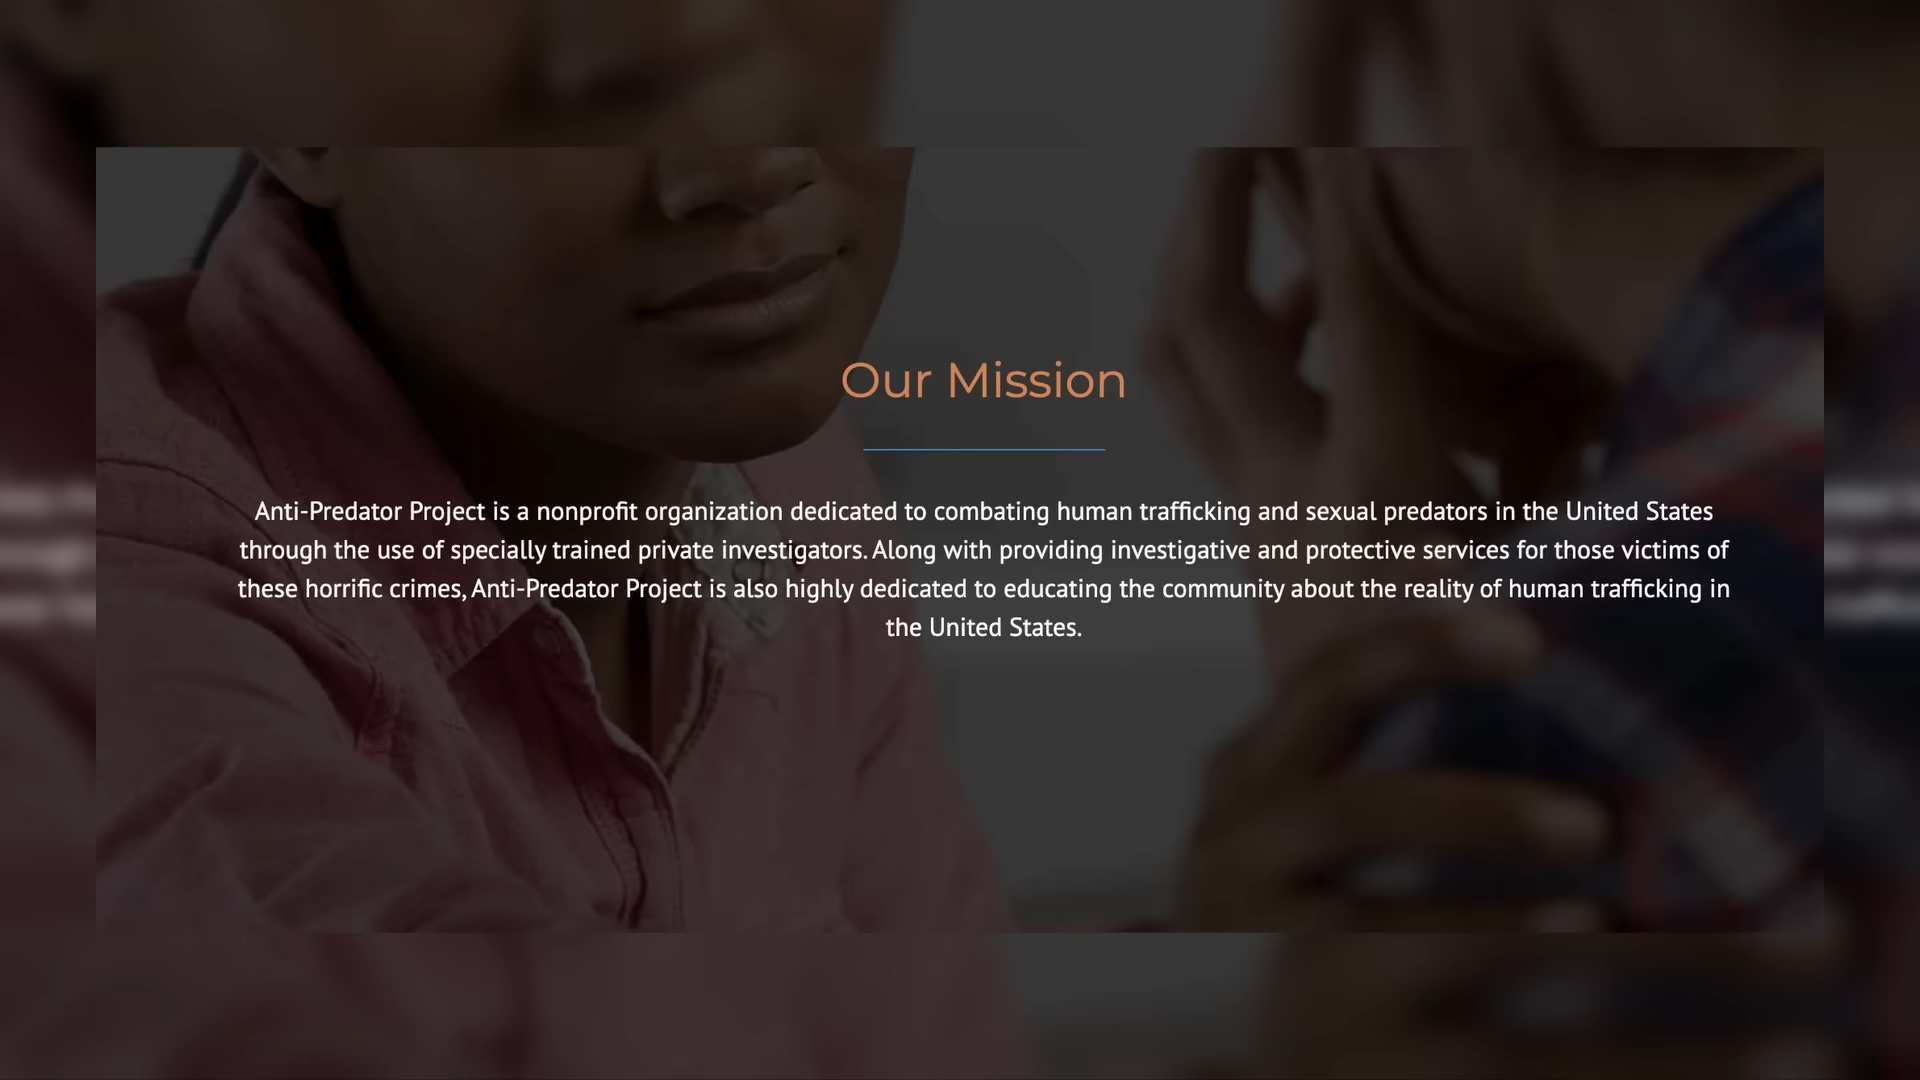 Our Mission
Anti-Predator Project is a nonprofit organization dedicated to combating human trafficking and sexual predators in the United States
through the use of specially trained private investigators. Along with providing investigative and protective services for those victims of
these horrific crimes, Anti-Predator Project is also highly dedicated to educating the community about the reality of human trafficking in
the United States.